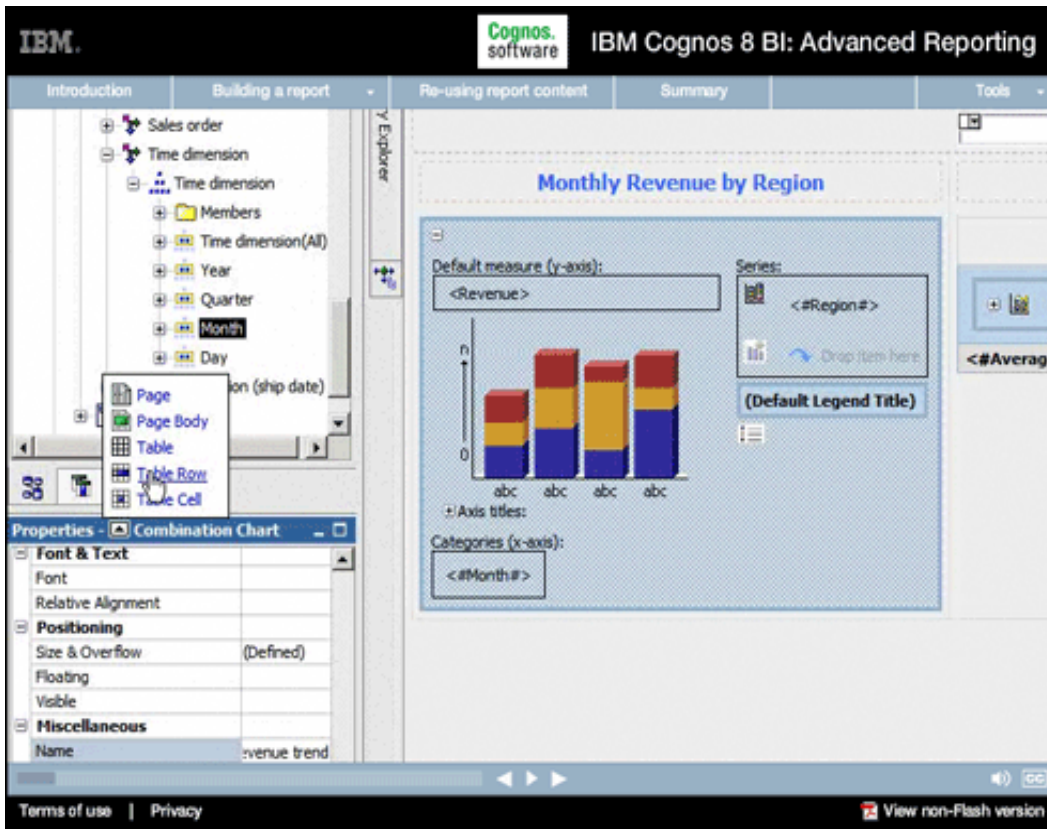 IBM.
Cognos.
software
IBM Cognos 8 BI: Advanced Reporting
Introduction
Building a report
Re-using report content
Summary
Tools
Sales order
Time dimension
Time dimension
Members
Time dimension(All)
Year
Quarter
Month
Day
ion (ship date)
Page
Page Body
Table
Table Row
Table Cell
y Explorer
Properties - Combination Chart
Font & Text
Font
Relative Alignment
Positioning
Size & Overflow (Defined)
Floating
Visible
Miscellaneous
Name evenue trend
Monthly Revenue by Region
Default measure (y-axis):
<Revenue>
Series:
<#Region#>
Drop item here
(Default Legend Title)
n
0
abc abc abc abc
Axis titles:
Categories (x-axis):
<#Month#>
<#Averag
CC
Terms of use | Privacy
View non-Flash version